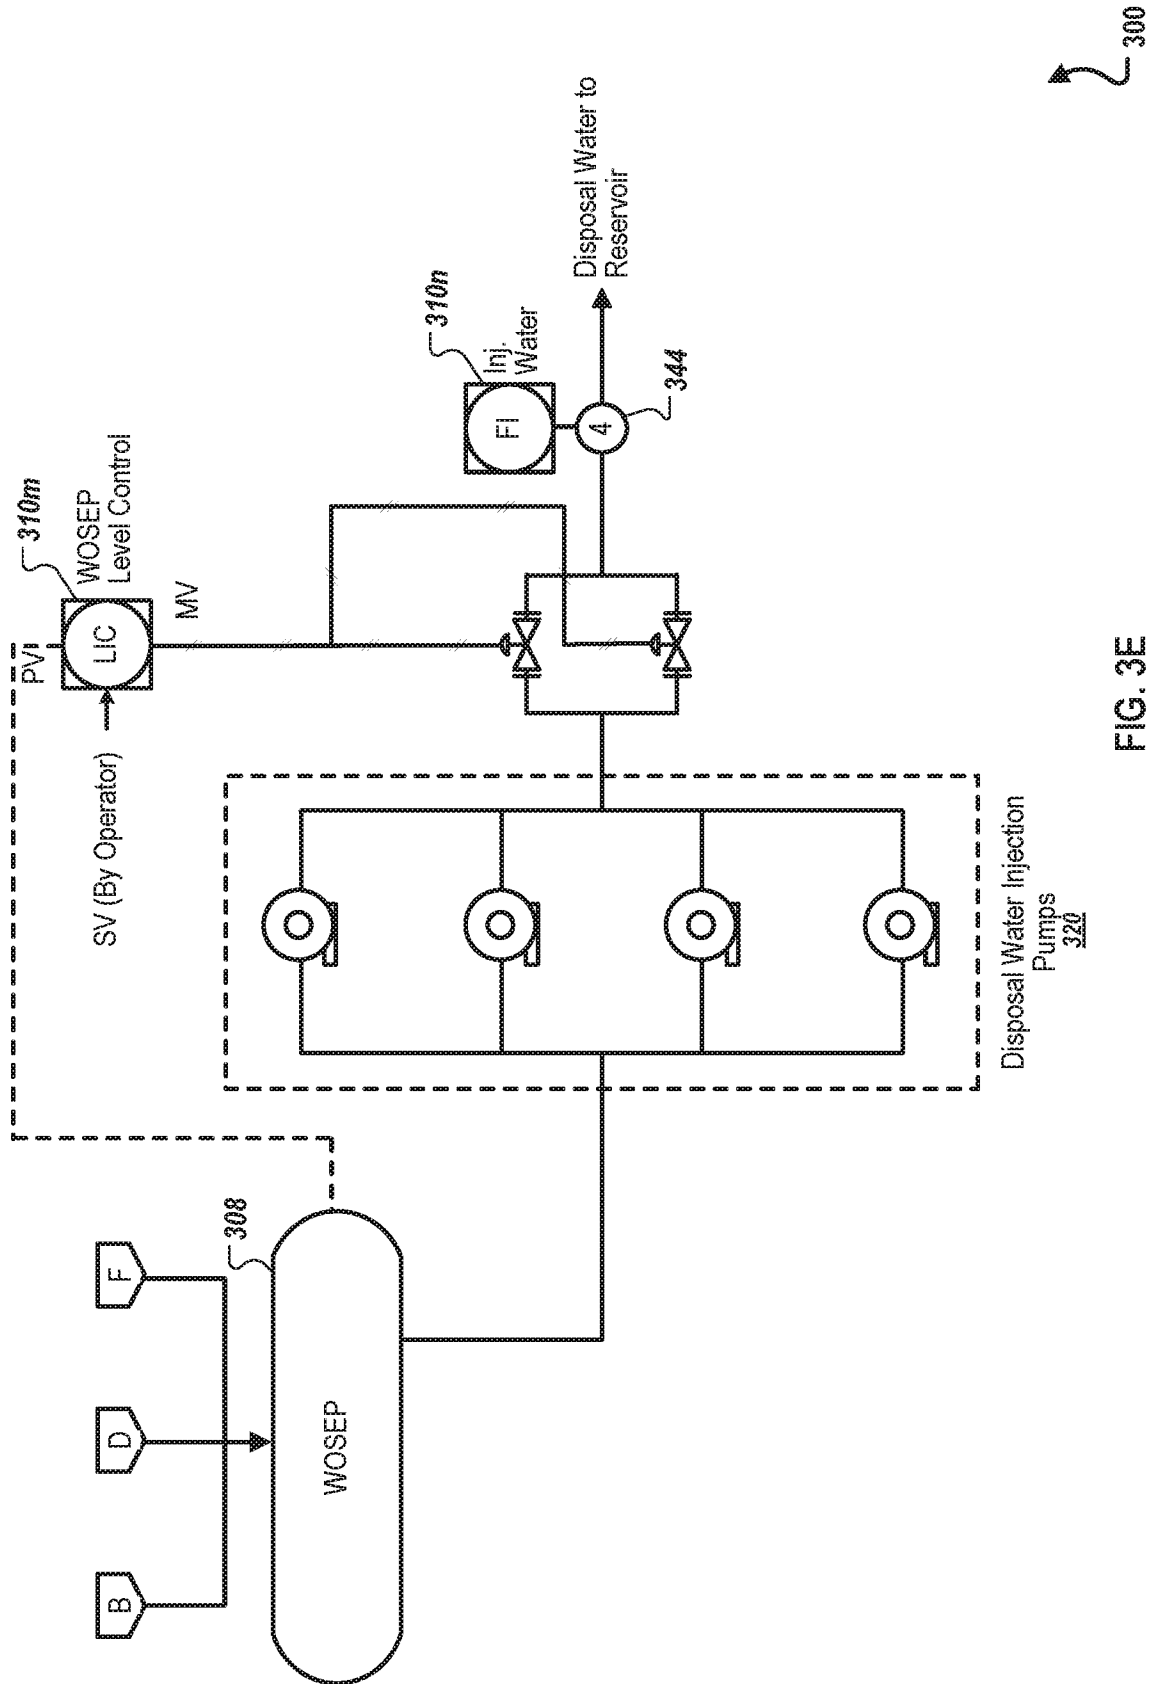 B
D
F
308
WOSEP
PV
SV (By Operator)
LIC
310m
WOSEP
Level Control
MV
Disposal Water Injection
Pumps
320
FI
310n
Inj.
Water
4
344
Disposal Water to
Reservoir
FIG. 3E
300